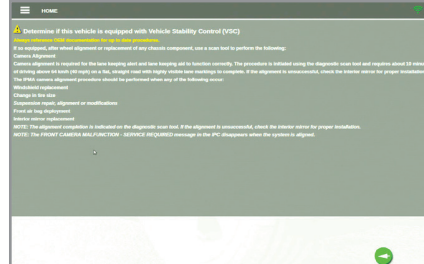 HOME
Determine if this vehicle is equipped with Vehicle Stability Control (VSC)
Always reference OEM documentation for up to date procedures.
If so equipped, after wheel alignment or replacement of any chassis component, use a scan tool to perform the following:
Camera Alignment
Camera alignment is required for the lane keeping alert and lane keeping aid to function correctly. The procedure is initiated using the diagnostic scan tool and requires about 10 minu
of driving above 64 km/h (40 mph) on a flat, straight road with highly visible lane markings to complete. If the alignment is unsuccessful, check the interior mirror for proper installation
The IPMA camera alignment procedure should be performed when any of the following occur:
Windshield replacement
Change in tire size
Suspension repair, alignment or modifications
Front air bag deployment
Interior mirror replacement
NOTE: The alignment completion is indicated on the diagnostic scan tool. If the alignment is unsuccessful, check the interior mirror for proper installation.
NOTE: The FRONT CAMERA MALFUNCTION - SERVICE REQUIRED message in the IPC disappears when the system is aligned.